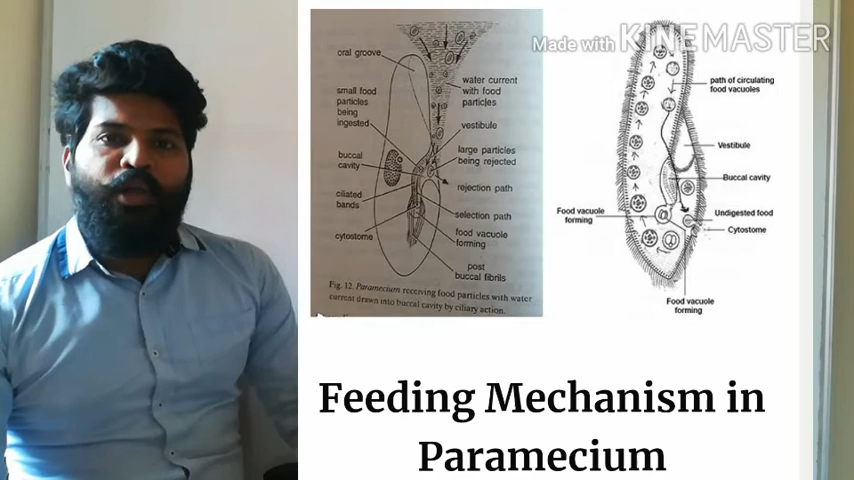 Made with KINEMASTER
oral groove
small food
particles
being
ingested
buccal
cavity
ciliated
bands
cytostome
water current
with food
particles
vestibule
large particles
being rejected
rejection path
selection path
food vacuole
forming
post
buccal fibrils
Fig. 12. Paramecium receiving food particles with water
current drawn into buccal cavity by ciliary action.
path of circulating
food vacuoles
Vestibule
Buccal cavity
Food vacuole
forming
Undigested food
Cytostome
Food vacuole
forming
Feeding Mechanism in
Paramecium